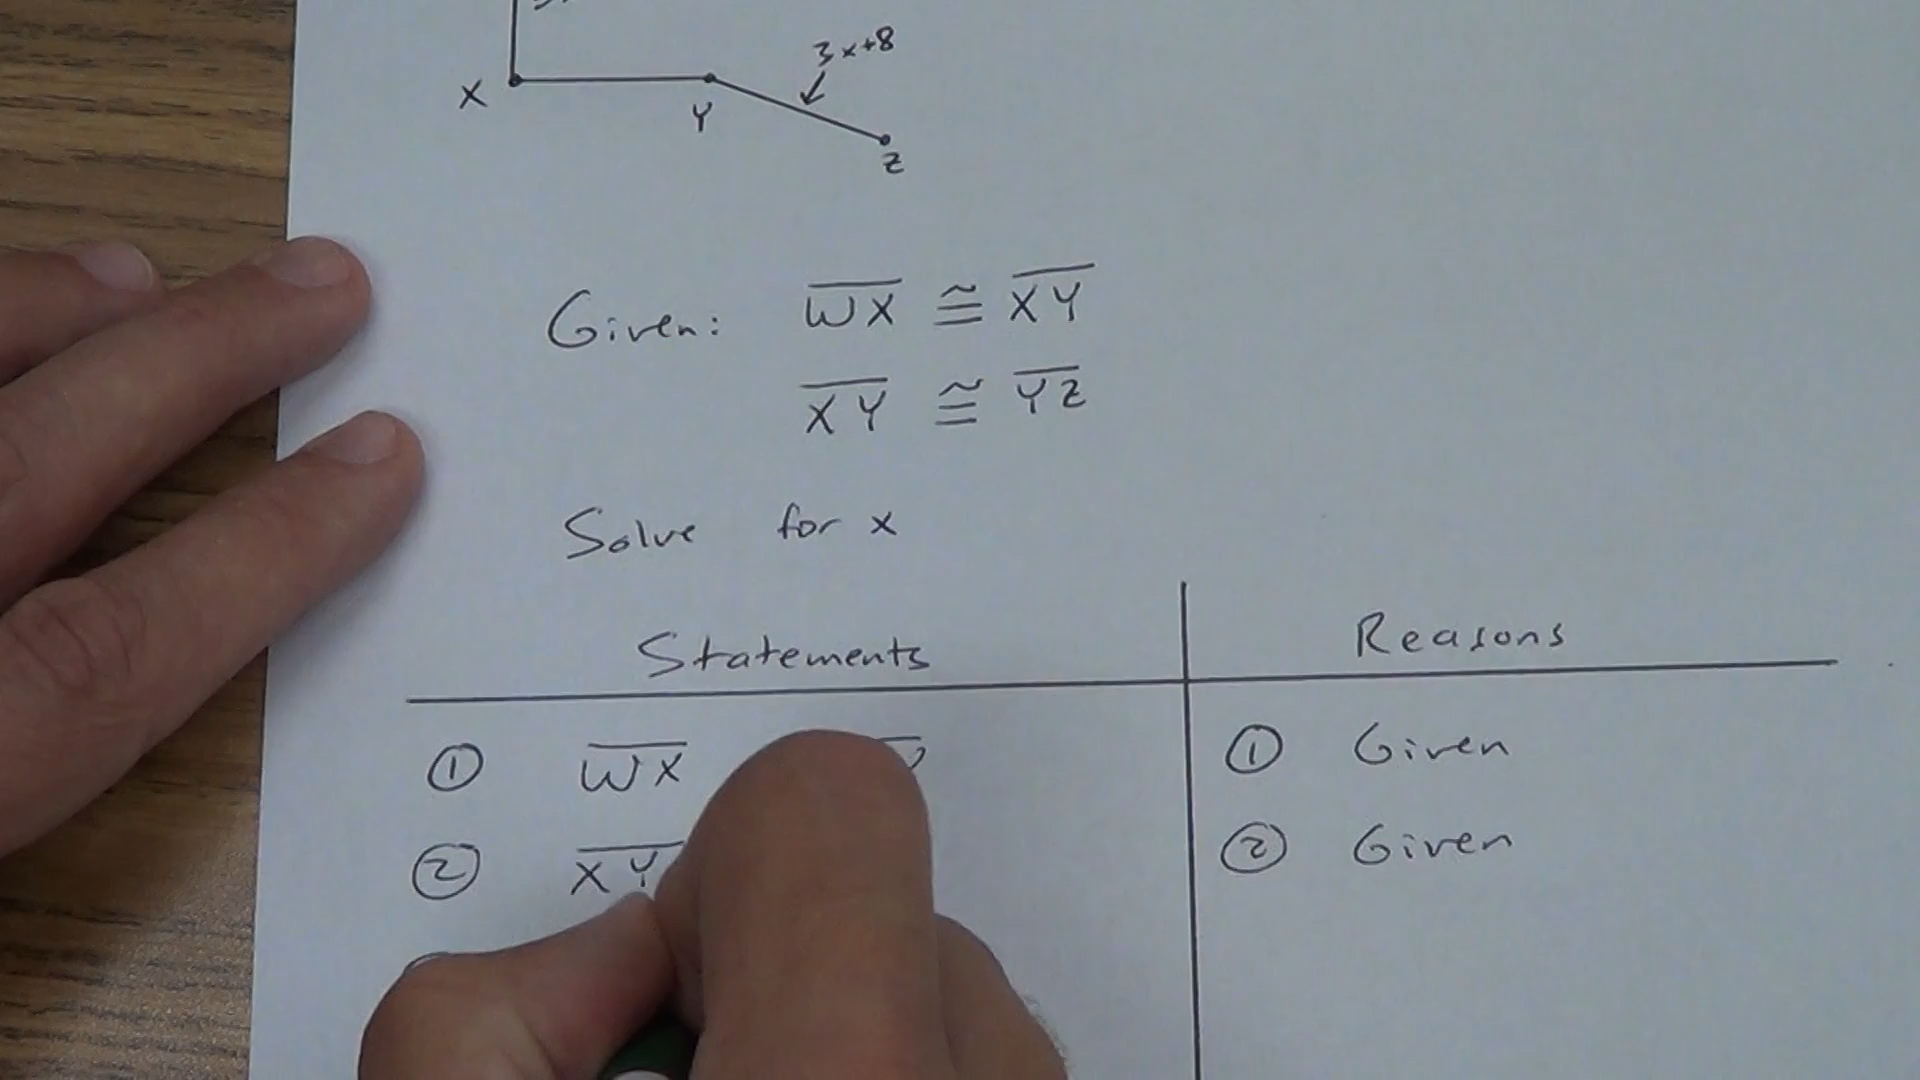 3x+8
X
Y
Z
Given: WX ≅ XY
XY ≅ YZ
Solve for x
Statements
Reasons
① WX
① Given
② XY
② Given